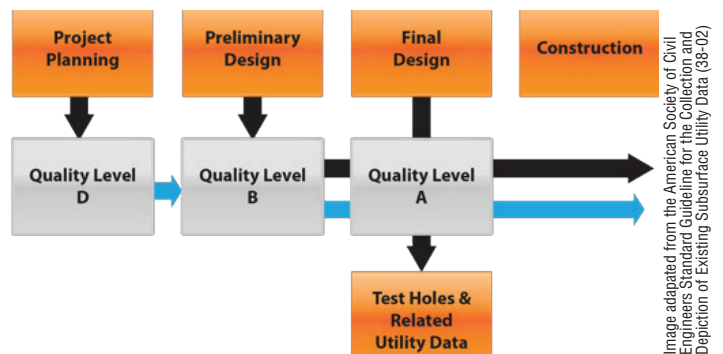 Project
Planning
Preliminary
Design
Final
Design
Construction
Quality Level
D
Quality Level
B
Quality Level
A
Test Holes &
Related
Utility Data
Image adapated from the American Society of Civil
Engineers Standard Guideline for the Collection and
Depiction of Existing Subsurface Utility Data (38-02)